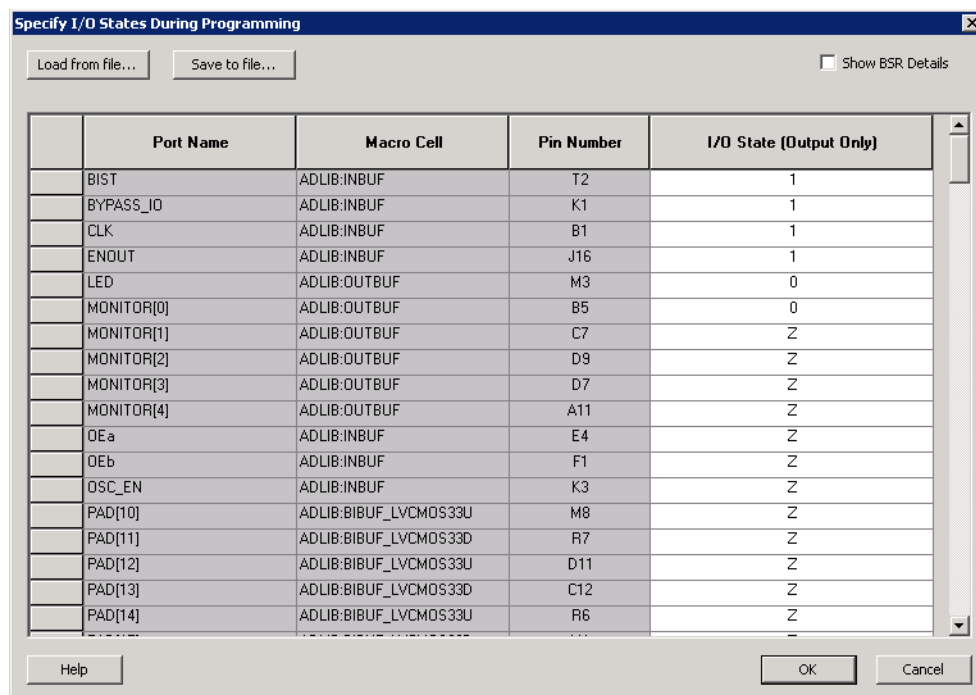 Specify I/O States During Programming
Load from file... Save to file... Show BSR Details
Port Name Macro Cell Pin Number I/O State (Output Only)
BIST ADLIB:INBUF T2 1
BYPASS_IO ADLIB:INBUF K1 1
CLK ADLIB:INBUF B1 1
ENOUT ADLIB:INBUF J16 1
LED ADLIB:OUTBUF M3 0
MONITOR[0] ADLIB:OUTBUF B5 0
MONITOR[1] ADLIB:OUTBUF C7 Z
MONITOR[2] ADLIB:OUTBUF D9 Z
MONITOR[3] ADLIB:OUTBUF D7 Z
MONITOR[4] ADLIB:OUTBUF A11 Z
OEa ADLIB:INBUF E4 Z
OEb ADLIB:INBUF F1 Z
OSC_EN ADLIB:INBUF K3 Z
PAD[10] ADLIB:BIBUF_LVCMOS33U M8 Z
PAD[11] ADLIB:BIBUF_LVCMOS33D R7 Z
PAD[12] ADLIB:BIBUF_LVCMOS33U D11 Z
PAD[13] ADLIB:BIBUF_LVCMOS33D C12 Z
PAD[14] ADLIB:BIBUF_LVCMOS33U R6 Z
Help OK Cancel